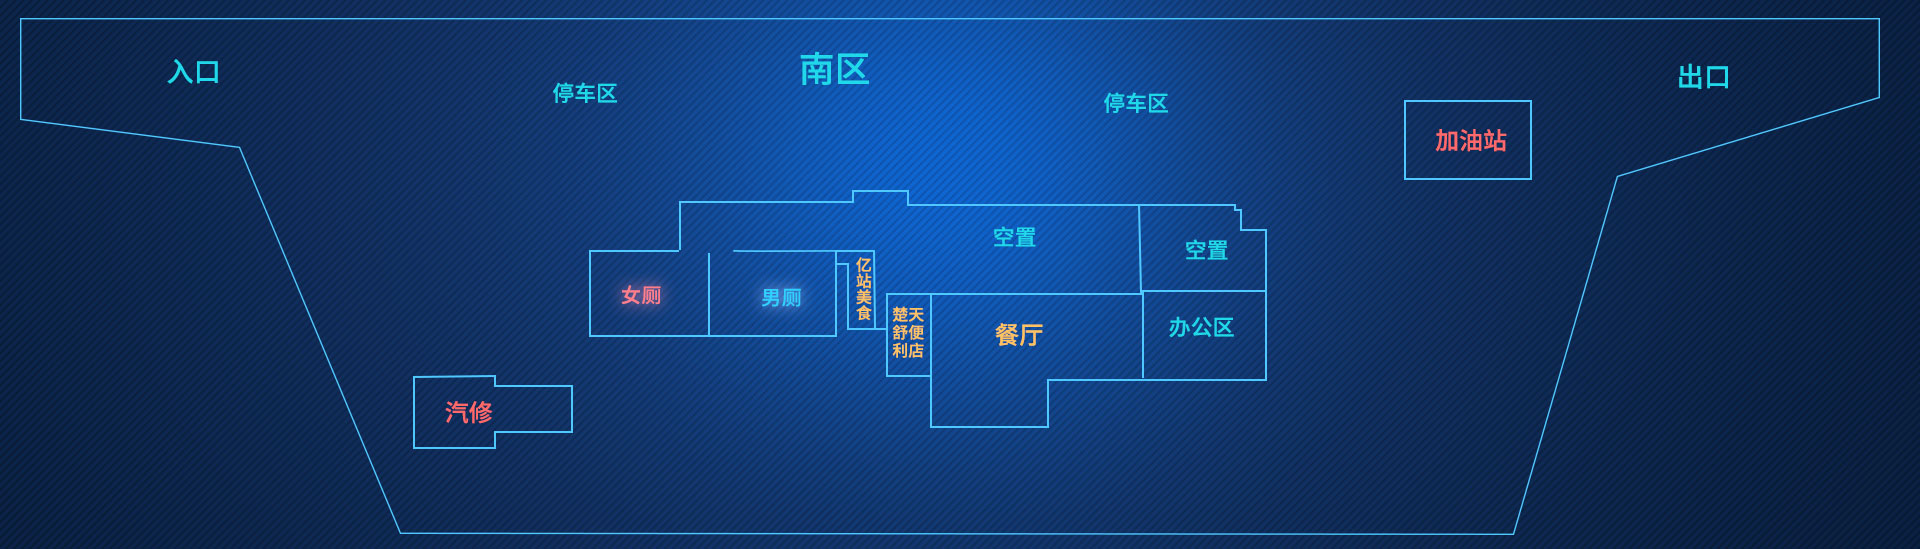 南区
入口
出口
停车区
停车区
加油站
空置
空置
亿站美食
女厕
男厕
楚天
舒便
利店
餐厅
办公区
汽修